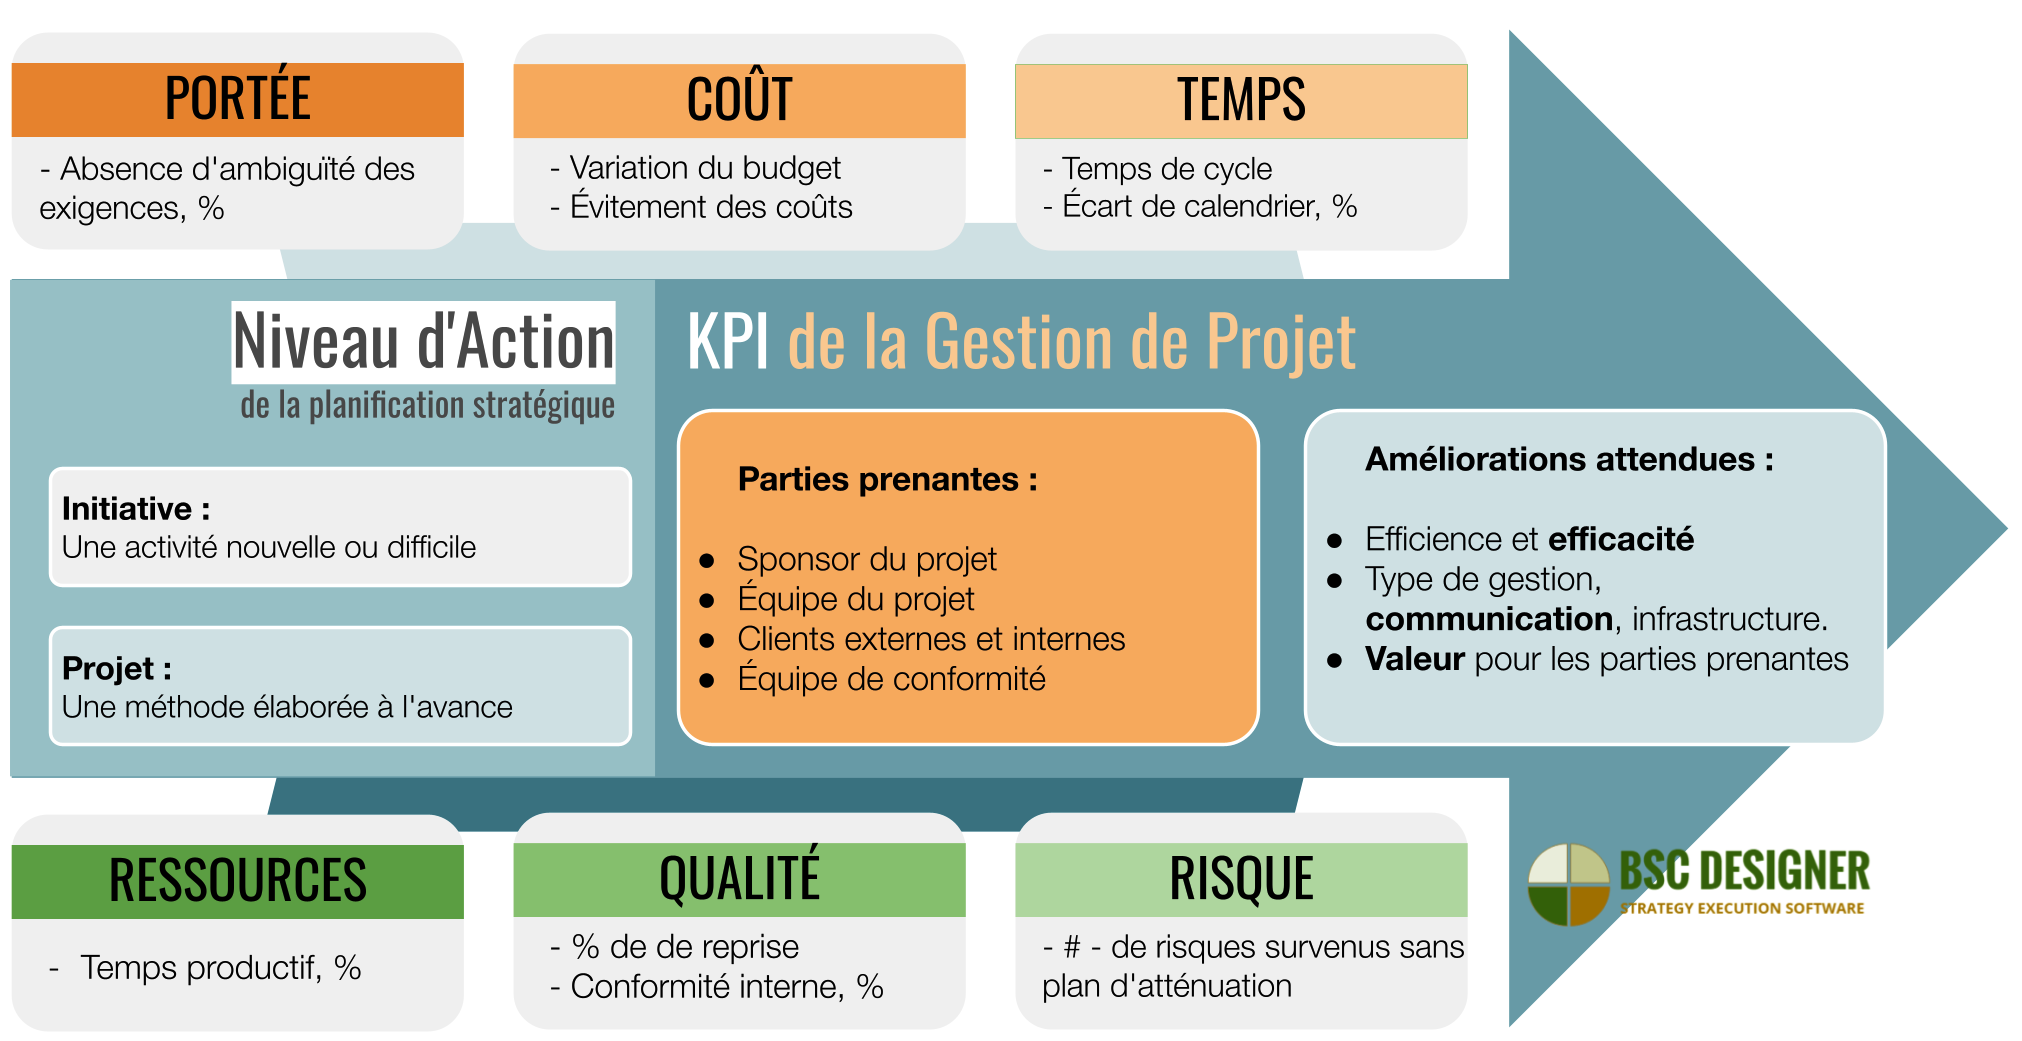 PORTÉE
- Absence d'ambiguïté des
exigences, %
COÛT
- Variation du budget
- Évitement des coûts
TEMPS
- Temps de cycle
- Écart de calendrier, %
Niveau d'Action
de la planification stratégique
Initiative :
Une activité nouvelle ou difficile
Projet :
Une méthode élaborée à l'avance
KPI de la Gestion de Projet
Parties prenantes :
● Sponsor du projet
● Équipe du projet
● Clients externes et internes
● Équipe de conformité
Améliorations attendues :
● Efficience et efficacité
● Type de gestion,
communication, infrastructure.
● Valeur pour les parties prenantes
RESSOURCES
- Temps productif, %
QUALITÉ
- % de de reprise
- Conformité interne, %
RISQUE
- # - de risques survenus sans
plan d'atténuation
BSC DESIGNER
STRATEGY EXECUTION SOFTWARE